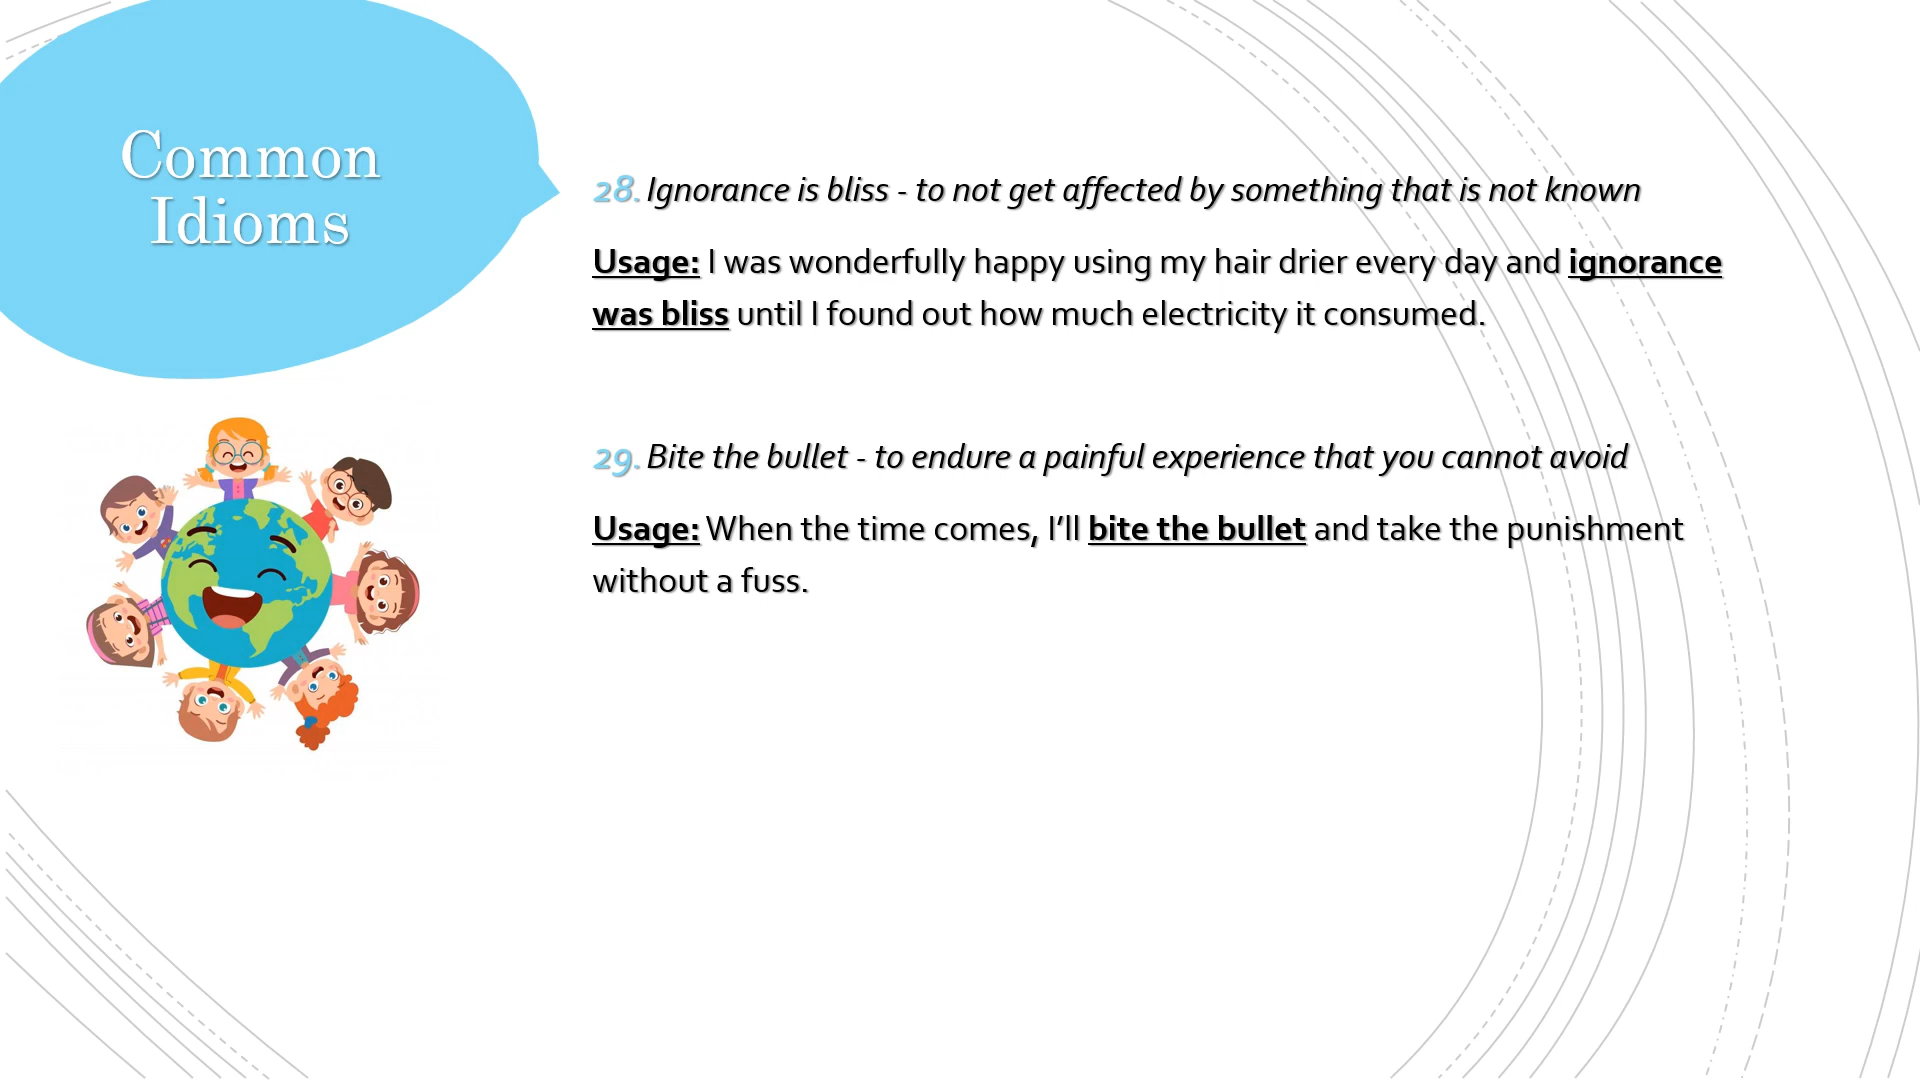 Common
Idioms
28. Ignorance is bliss - to not get affected by something that is not known
Usage: I was wonderfully happy using my hair drier every day and ignorance
was bliss until I found out how much electricity it consumed.
29. Bite the bullet - to endure a painful experience that you cannot avoid
Usage: When the time comes, I’ll bite the bullet and take the punishment
without a fuss.